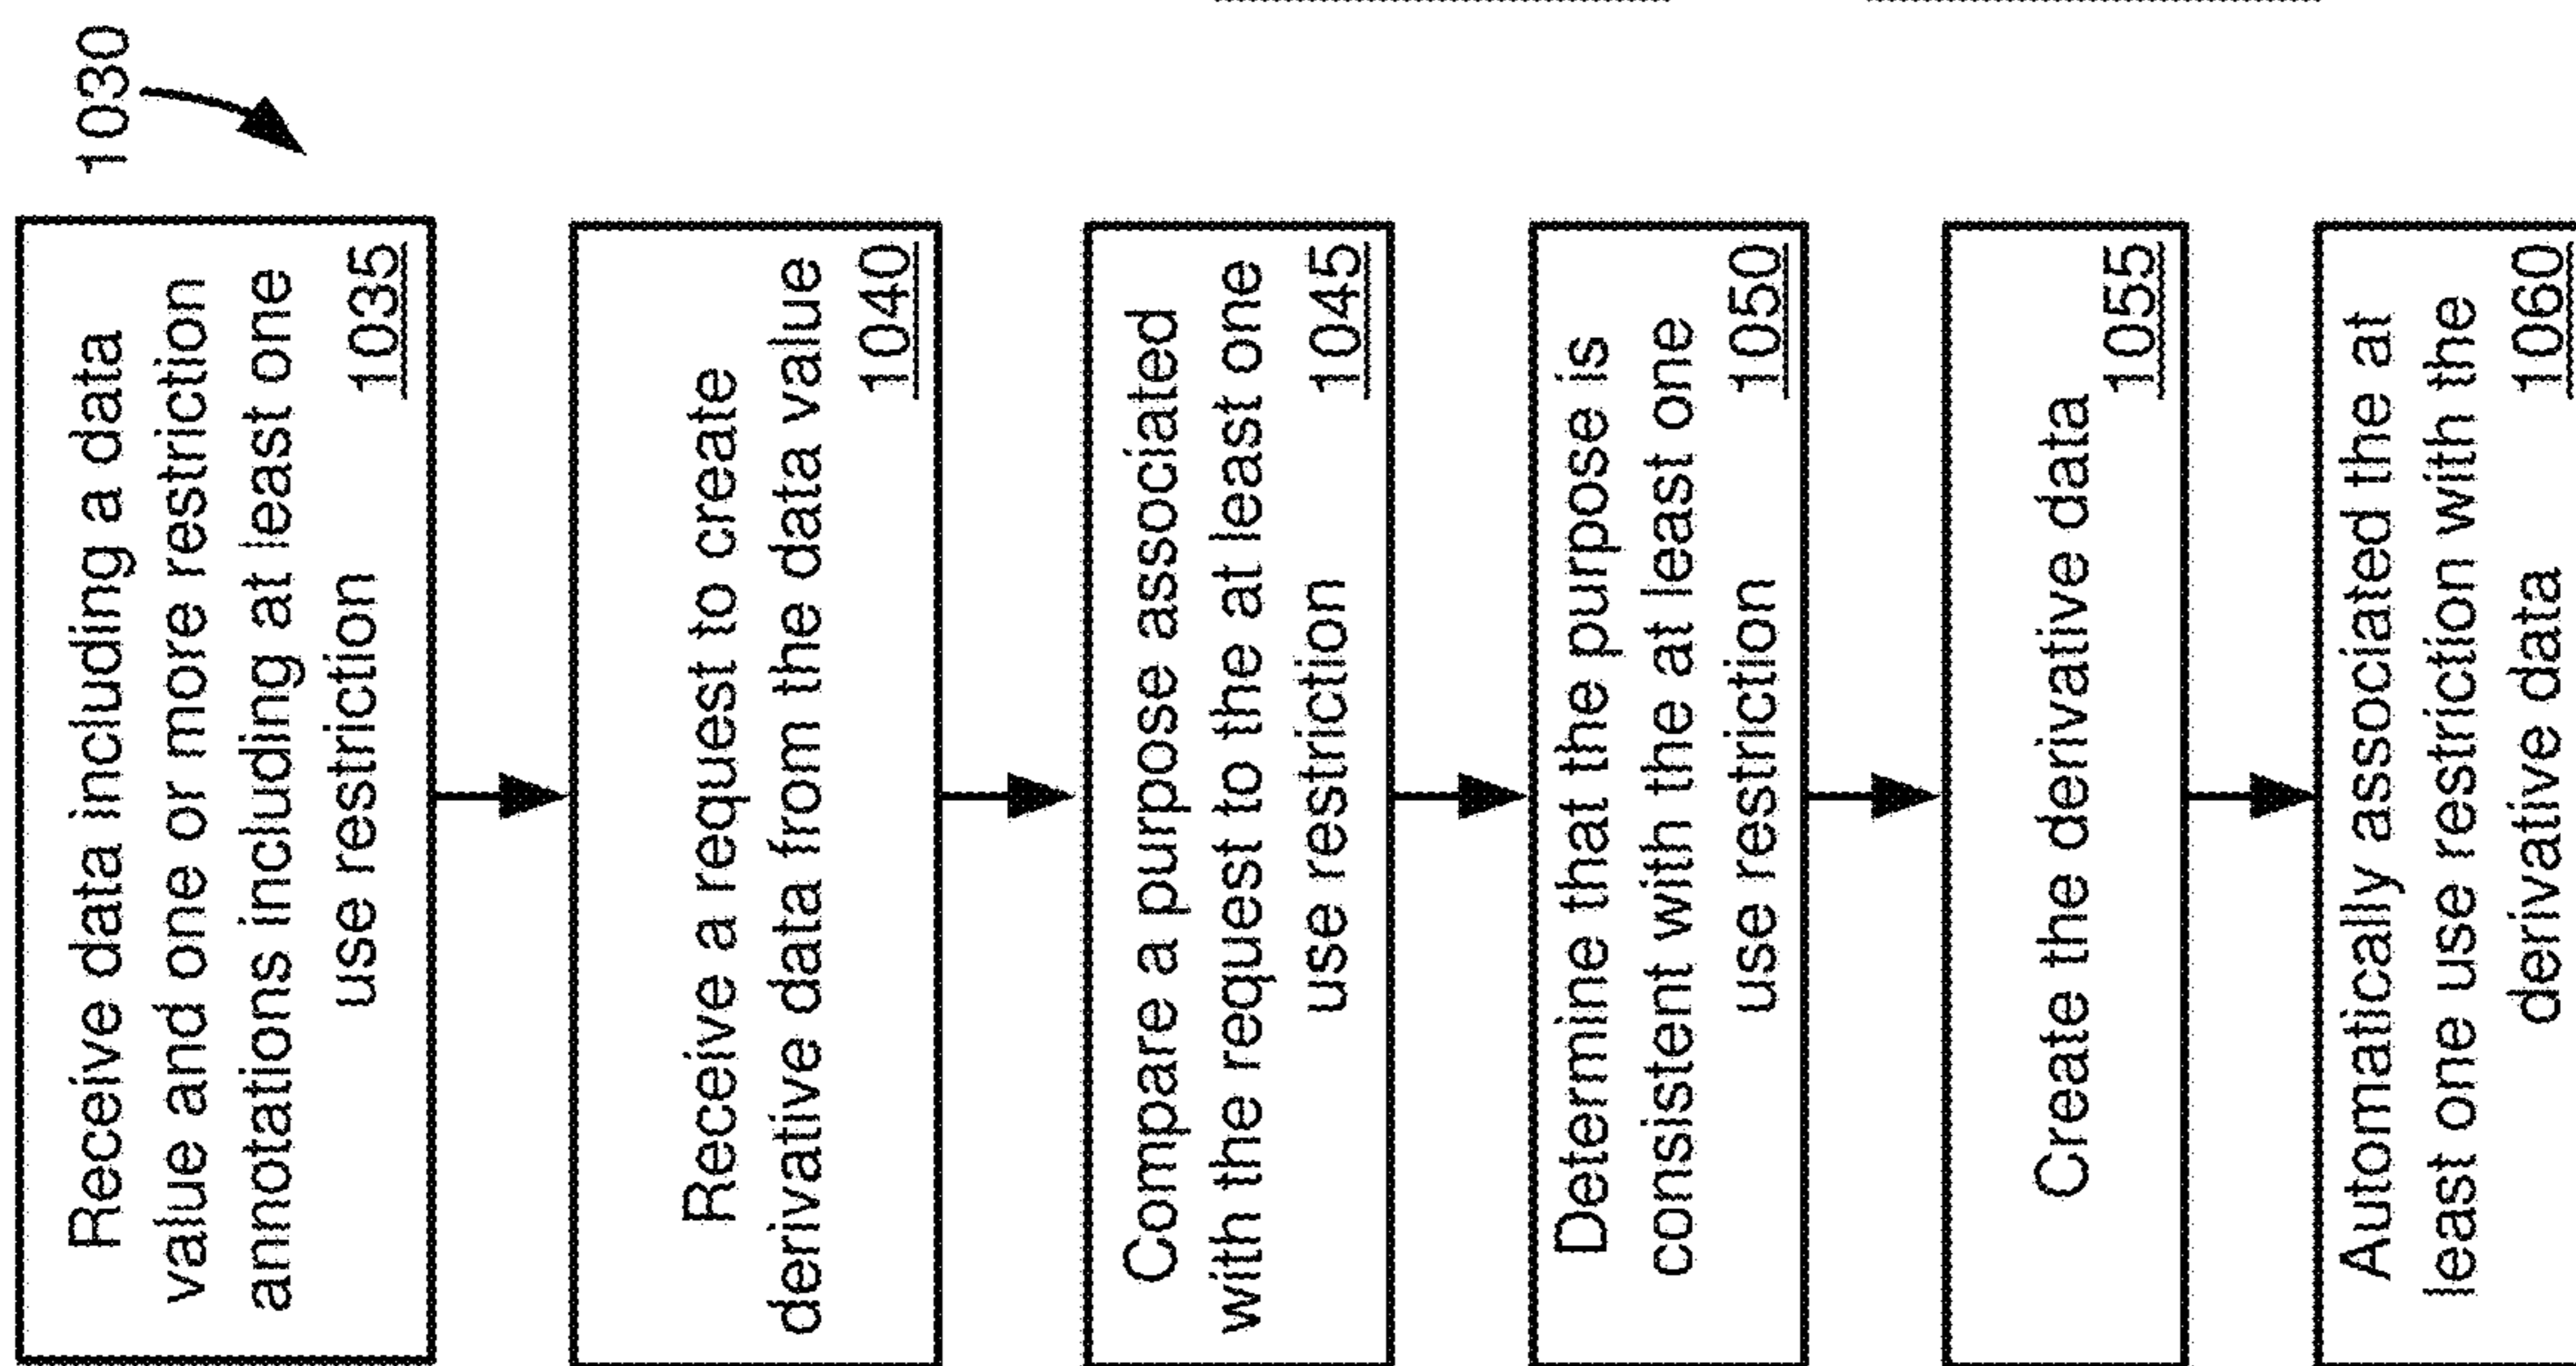 1030
Receive data including a data
value and one or more restriction
annotations including at least one
use restriction
1035
Receive a request to create
derivative data from the data value
1040
Compare a purpose associated
with the request to the at least one
use restriction
1045
Determine that the purpose is
consistent with the at least one
use restriction
1050
Create the derivative data
1055
Automatically associated the at
least one use restriction with the
derivative data
1060